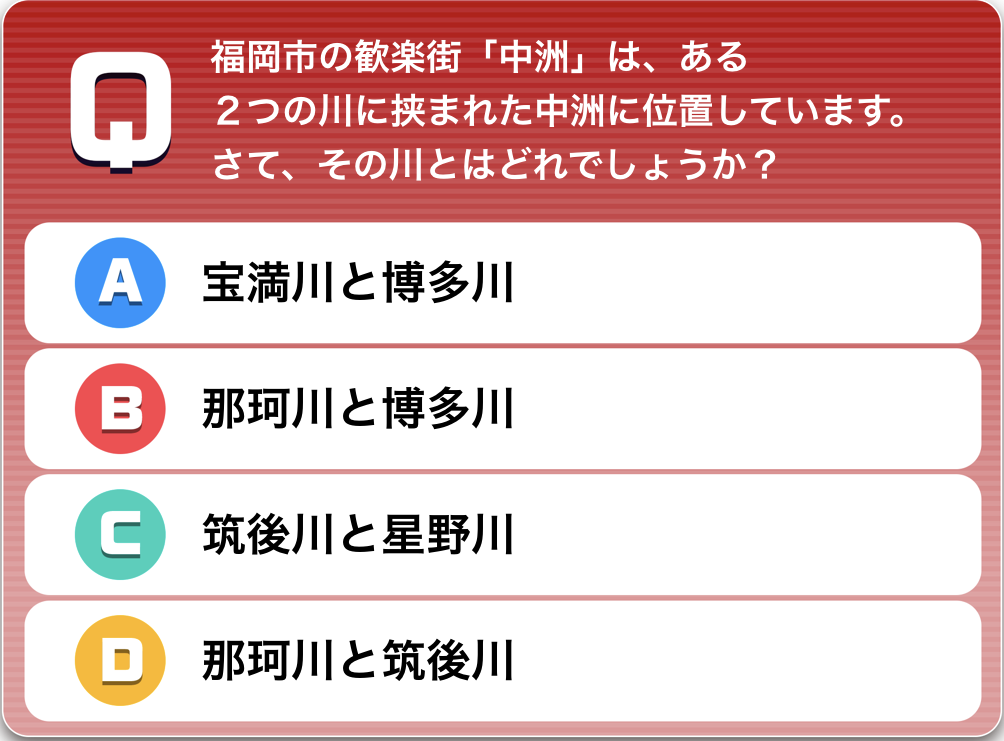 Q
福岡市の歓楽街「中洲」は、ある
２つの川に挟まれた中洲に位置しています。
さて、その川とはどれでしょうか？
A 宝満川と博多川
B 那珂川と博多川
C 筑後川と星野川
D 那珂川と筑後川